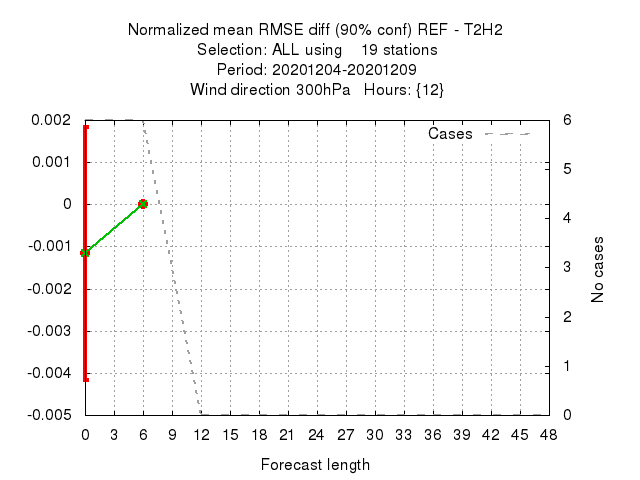 Normalized mean RMSE diff (90% conf) REF - T2H2
Selection: ALL using    19 stations
Period: 20201204-20201209
Wind direction 300hPa   Hours: {12}
Cases
0.002
0.001
0
-0.001
-0.002
-0.003
-0.004
-0.005
6
5
4
3
2
1
0
No cases
0 3 6 9 12 15 18 21 24 27 30 33 36 39 42 45 48
Forecast length